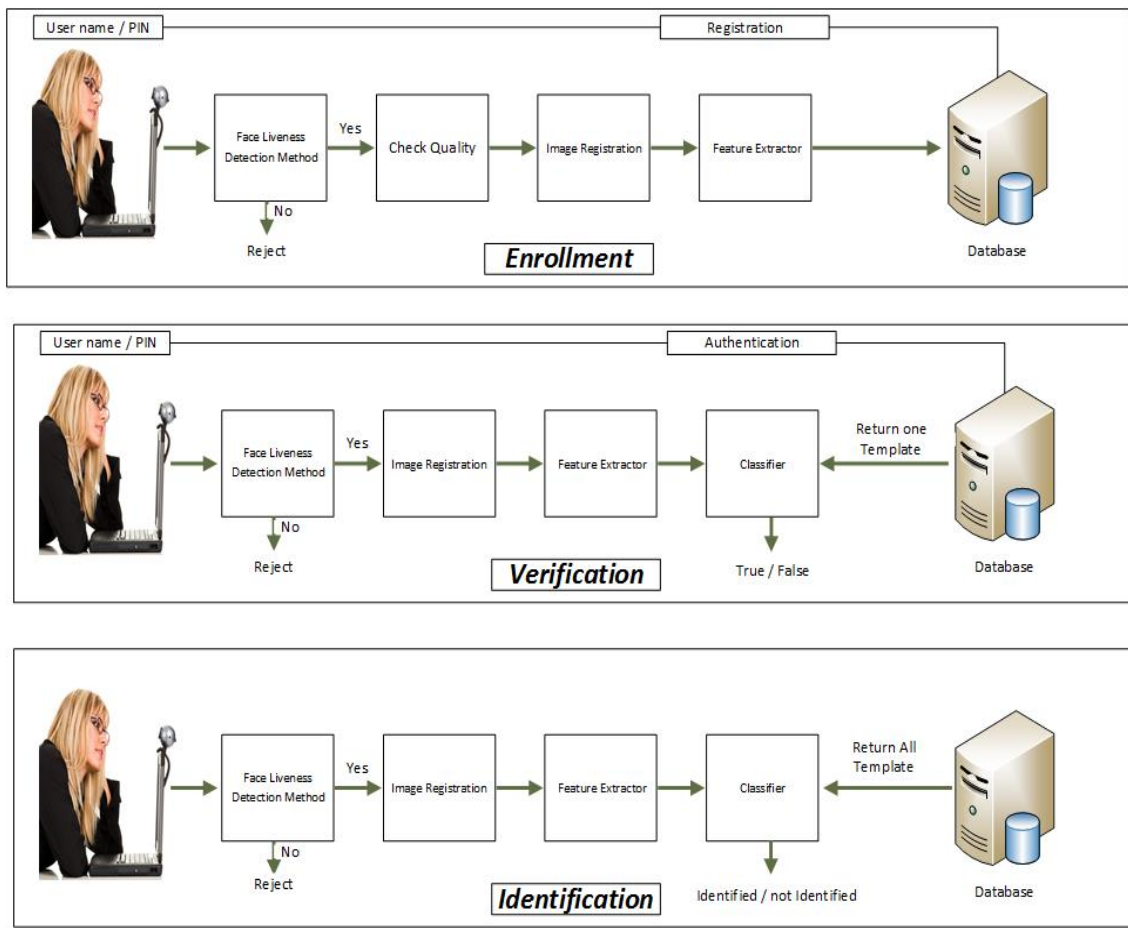 User name / PIN
Registration
Face Liveness
Detection Method
Yes
Check Quality
Image Registration
Feature Extractor
No
Reject
Enrollment
Database
User name / PIN
Authentication
Face Liveness
Detection Method
Yes
Image Registration
Feature Extractor
Classifier
Return one
Template
No
Reject
Verification
True / False
Database
Face Liveness
Detection Method
Yes
Image Registration
Feature Extractor
Classifier
Return All
Template
No
Reject
Identification
Identified / not Identified
Database